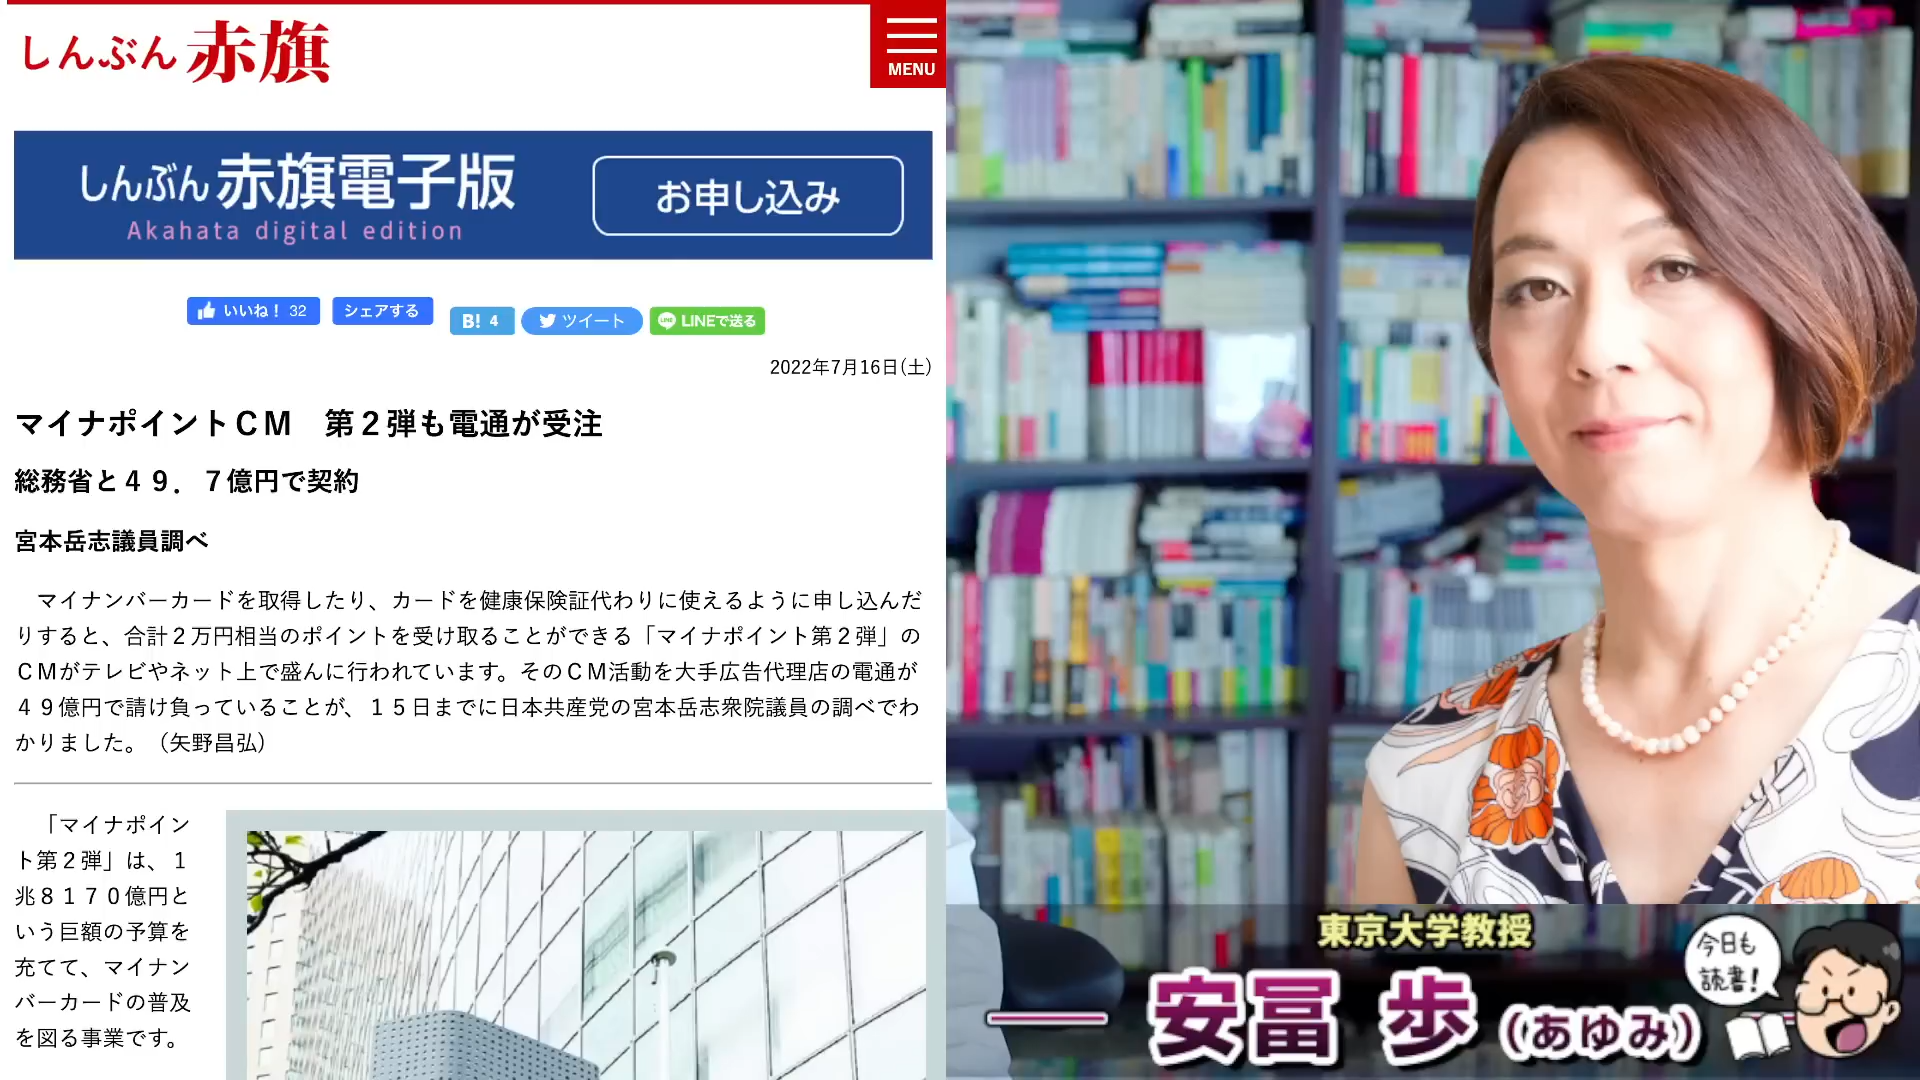 しんぶん 赤旗
MENU
しんぶん赤旗電子版
Akahata digital edition
お申し込み
いいね！ 32
シェアする
B! 4
ツイート
LINEで送る
2022年7月16日(土)
マイナポイントＣＭ　第２弾も電通が受注
総務省と４９．７億円で契約
宮本岳志議員調べ
マイナンバーカードを取得したり、カードを健康保険証代わりに使えるように申し込んだ
りすると、合計２万円相当のポイントを受け取ることができる「マイナポイント第２弾」の
ＣＭがテレビやネット上で盛んに行われています。そのＣＭ活動を大手広告代理店の電通が
４９億円で請け負っていることが、１５日までに日本共産党の宮本岳志衆院議員の調べでわ
かりました。（矢野昌弘）
「マイナポイン
ト第２弾」は、１
兆８１７０億円と
いう巨額の予算を
充てて、マイナン
バーカードの普及
を図る事業です。
東京大学教授
安冨 歩 (あゆみ)
今日も
読書!